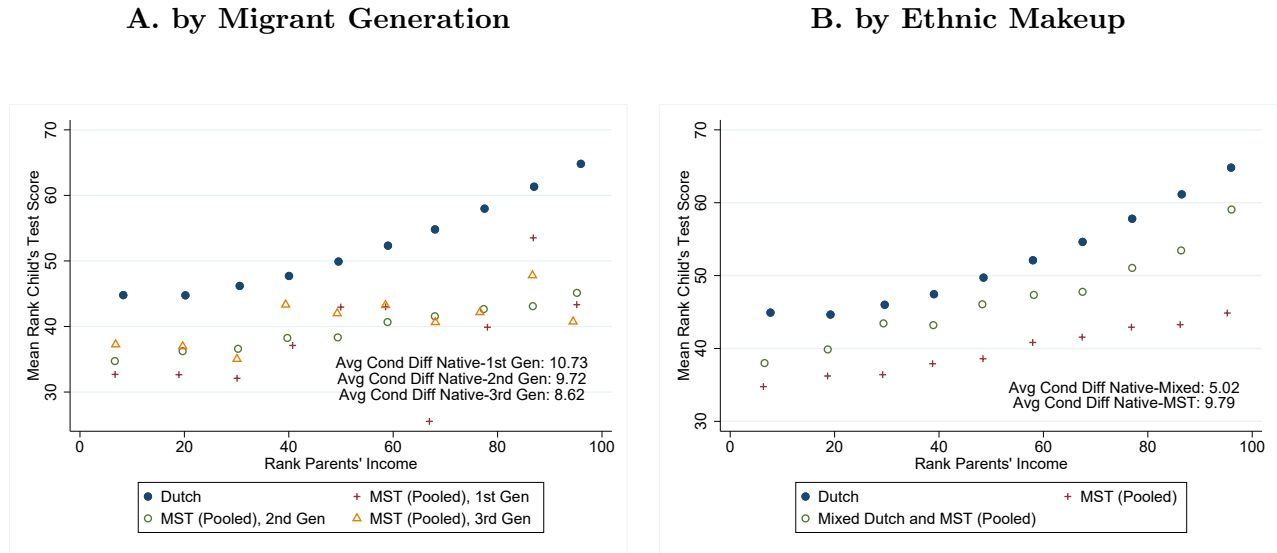 A. by Migrant Generation
B. by Ethnic Makeup
Mean Rank Child's Test Score
70
60
50
40
30
Avg Cond Diff Native-1st Gen: 10.73
Avg Cond Diff Native-2nd Gen: 9.72
Avg Cond Diff Native-3rd Gen: 8.62
0 20 40 60 80 100
Rank Parents' Income
Dutch MST (Pooled), 1st Gen
MST (Pooled), 2nd Gen MST (Pooled), 3rd Gen
Mean Rank Child's Test Score
70
60
50
40
30
Avg Cond Diff Native-Mixed: 5.02
Avg Cond Diff Native-MST: 9.79
0 20 40 60 80 100
Rank Parents' Income
Dutch MST (Pooled)
Mixed Dutch and MST (Pooled)